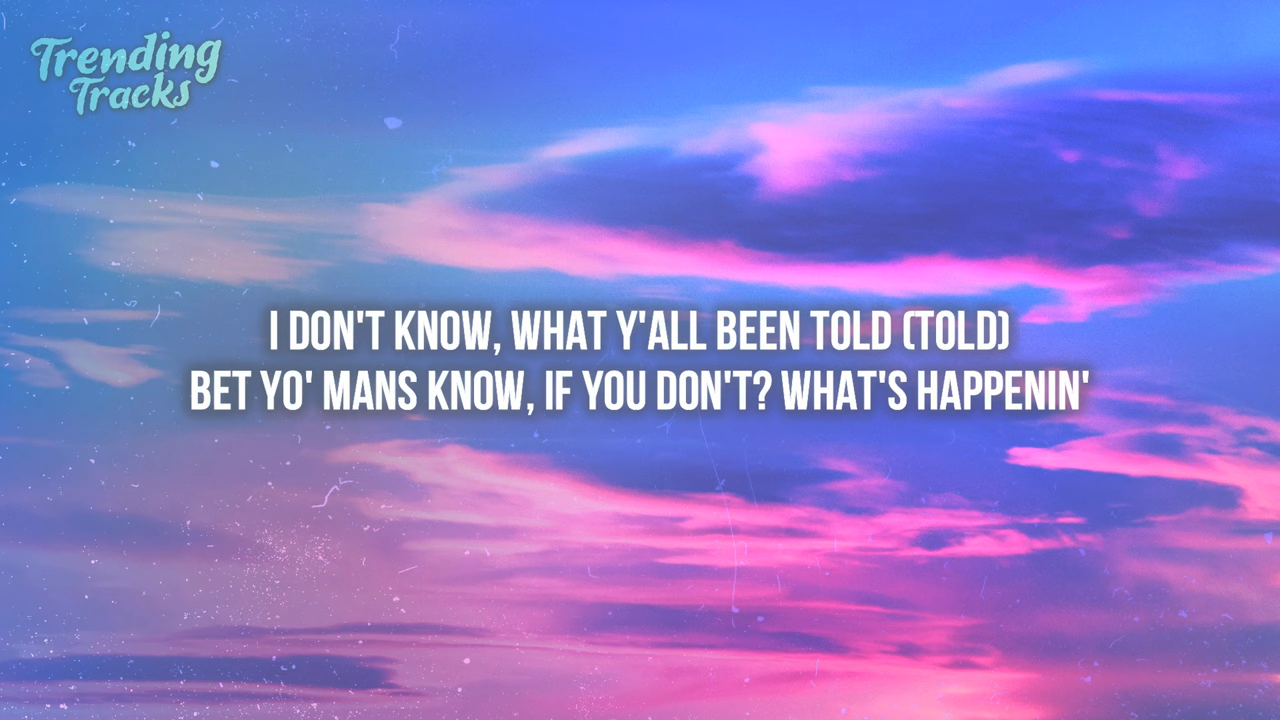 Trending
Tracks
I DON'T KNOW, WHAT Y'ALL BEEN TOLD (TOLD)
BET YO' MANS KNOW, IF YOU DON'T? WHAT'S HAPPENIN'